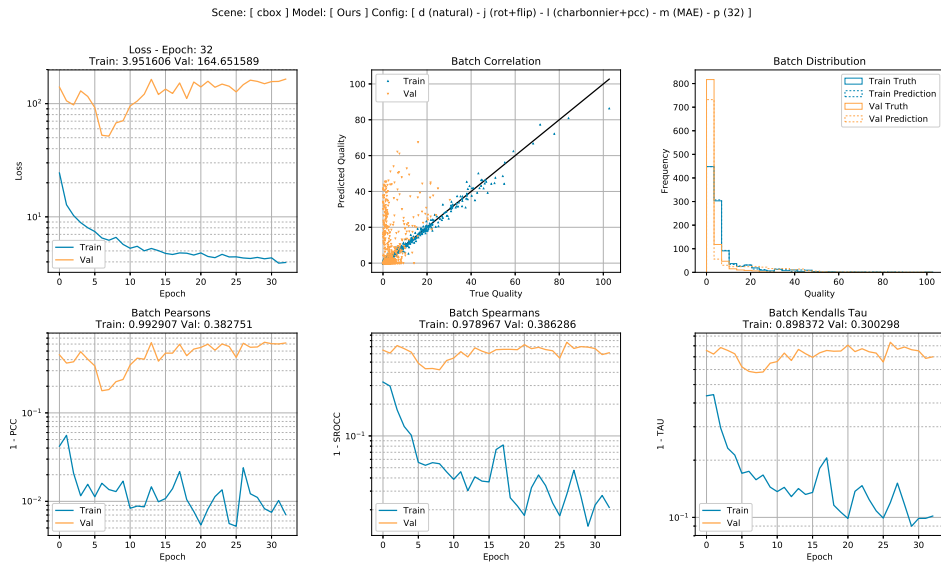 Scene: [ cbox ] Model: [ Ours ] Config: [ d (natural) - j (rot+flip) - l (charbonnier+pcc) - m (MAE) - p (32) ]
Loss - Epoch: 32
Train: 3.951606 Val: 164.651589
10²
10¹
Loss
Train
Val
0 5 10 15 20 25 30
Epoch
Batch Correlation
Train
Val
100
80
60
40
20
0
Predicted Quality
0 20 40 60 80 100
True Quality
Batch Distribution
Train Truth
Train Prediction
Val Truth
Val Prediction
800
700
600
500
400
300
200
100
0
Frequency
0 20 40 60 80 100
Quality
Batch Pearsons
Train: 0.992907 Val: 0.382751
10⁻¹
10⁻²
1 - PCC
Train
Val
0 5 10 15 20 25 30
Epoch
Batch Spearmans
Train: 0.978967 Val: 0.386286
10⁻¹
1 - SROCC
Train
Val
0 5 10 15 20 25 30
Epoch
Batch Kendalls Tau
Train: 0.898372 Val: 0.300298
10⁻¹
1 - TAU
Train
Val
0 5 10 15 20 25 30
Epoch